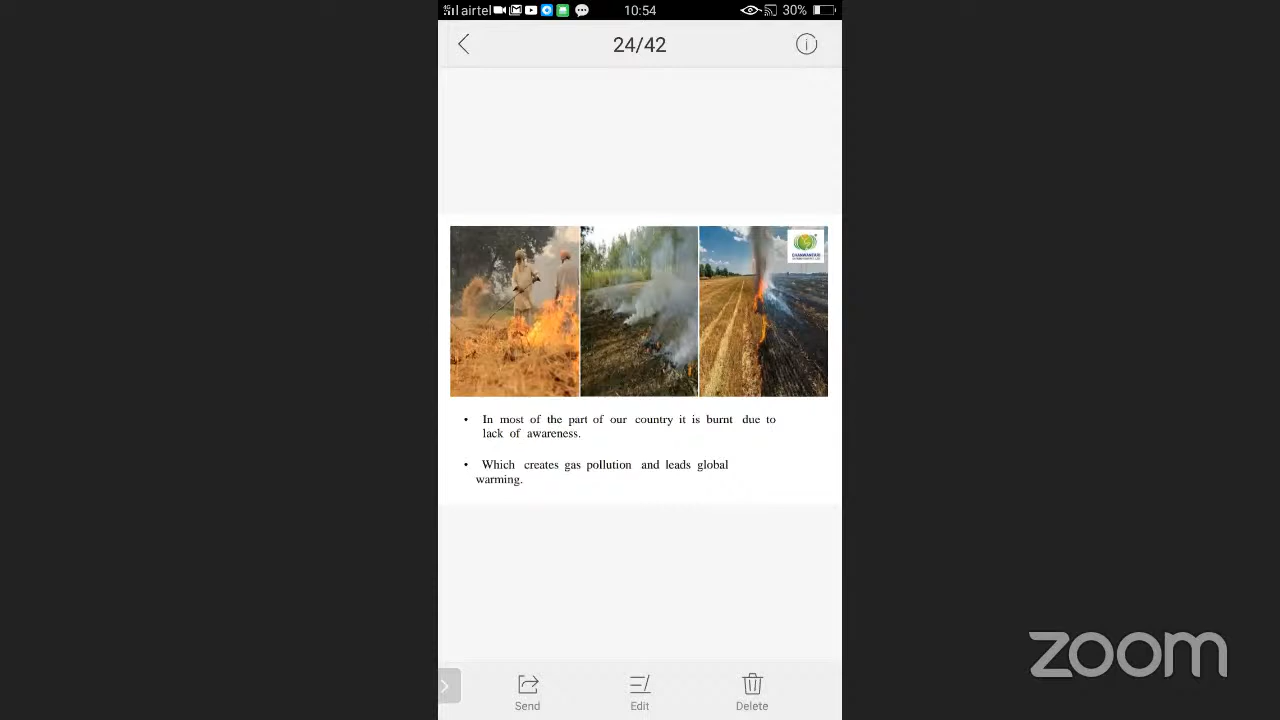 airtel
10:54
30%
24/42
In most of the part of our country it is burnt due to
lack of awareness.
Which creates gas pollution and leads global
warming.
Send
Edit
Delete
zoom